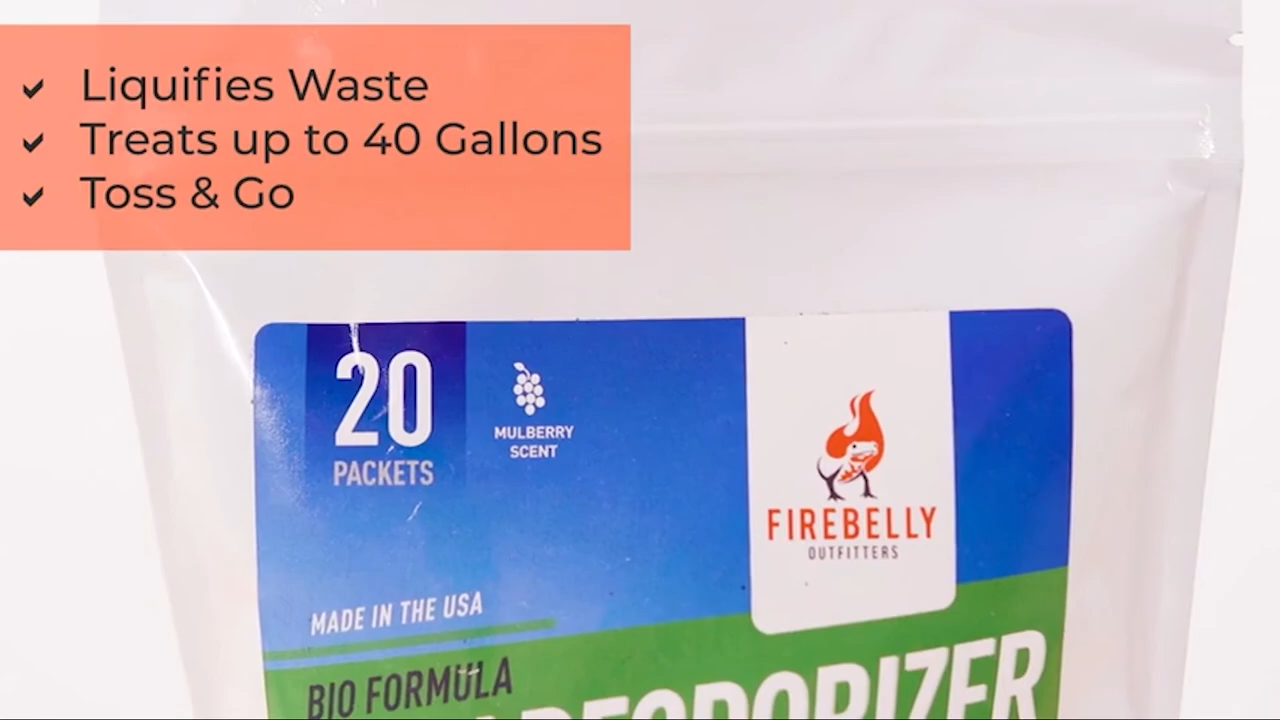 Liquifies Waste
Treats up to 40 Gallons
Toss & Go
20
PACKETS
MULBERRY
SCENT
FIREBELLY
OUTFITTERS
MADE IN THE USA
BIO FORMULA
DEODORIZER